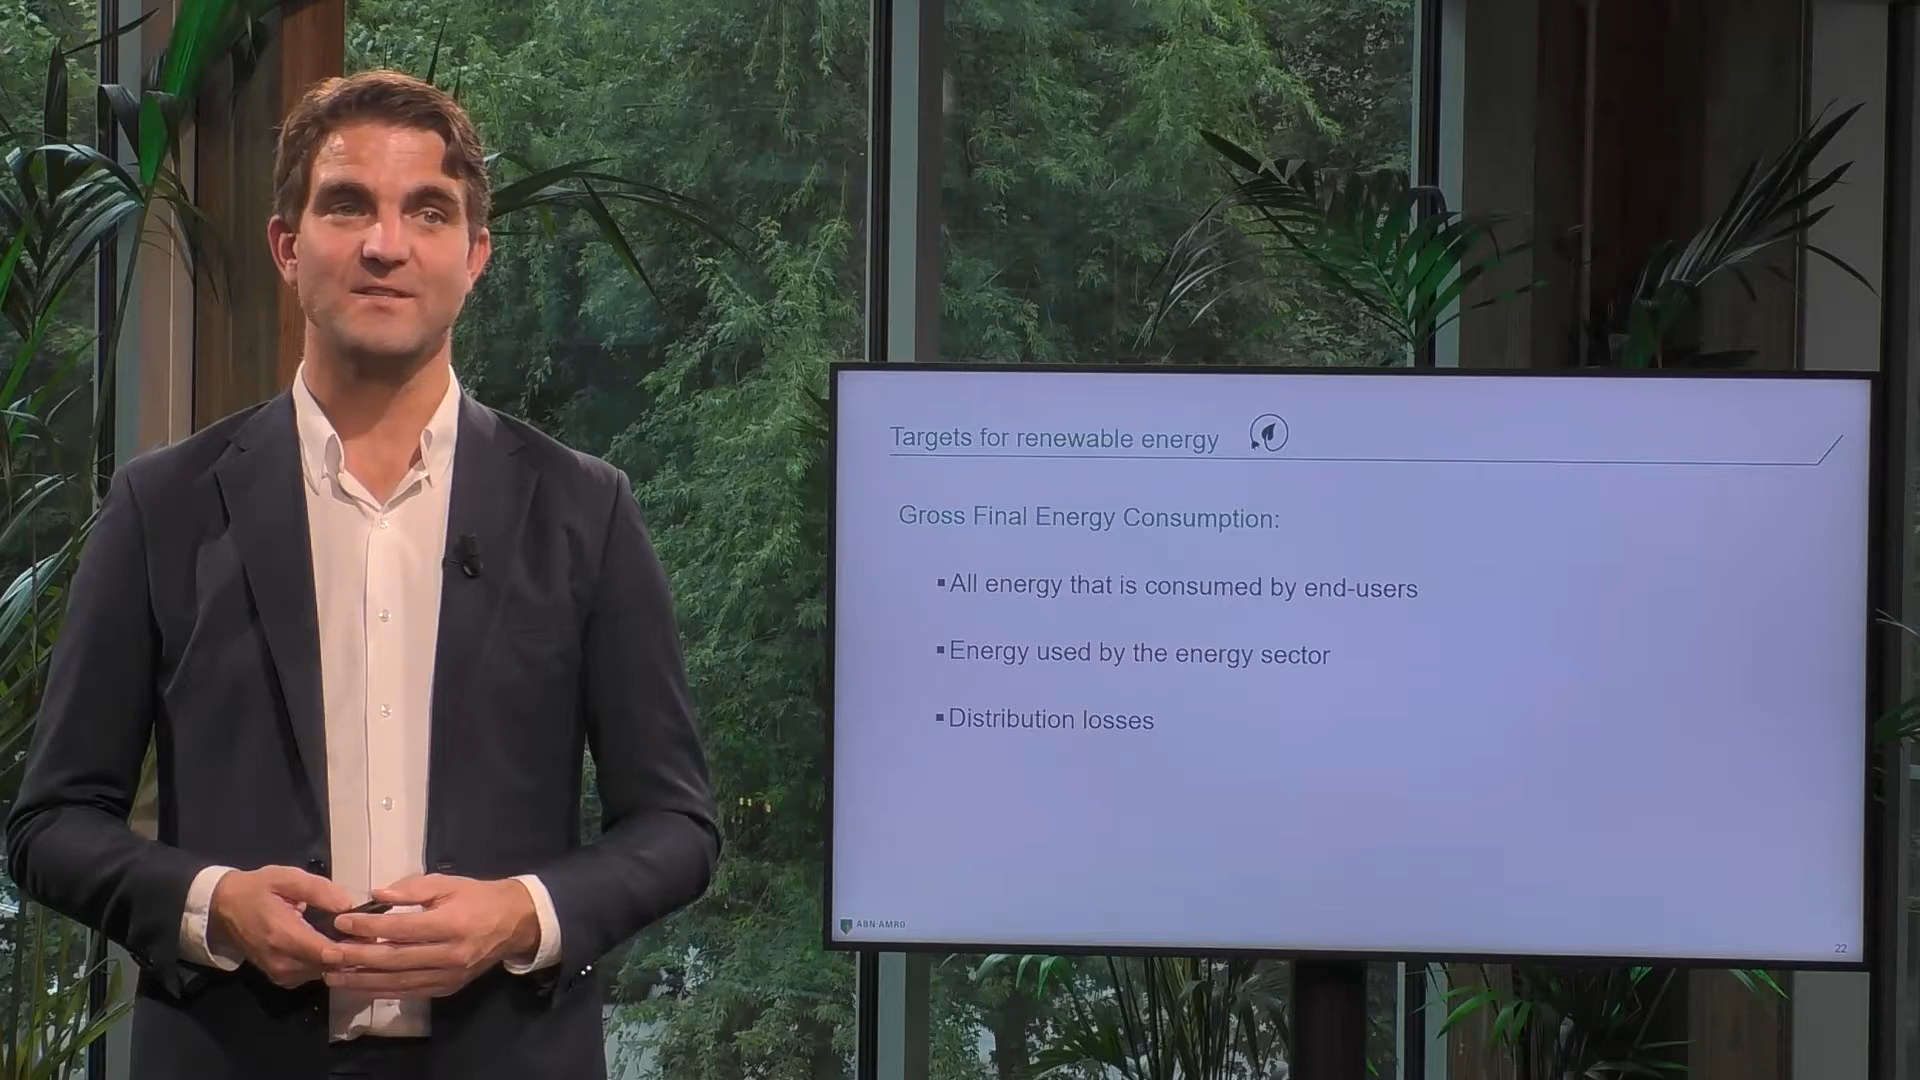 Targets for renewable energy
Gross Final Energy Consumption:
▪All energy that is consumed by end-users
▪Energy used by the energy sector
▪Distribution losses
ABN·AMRO
22